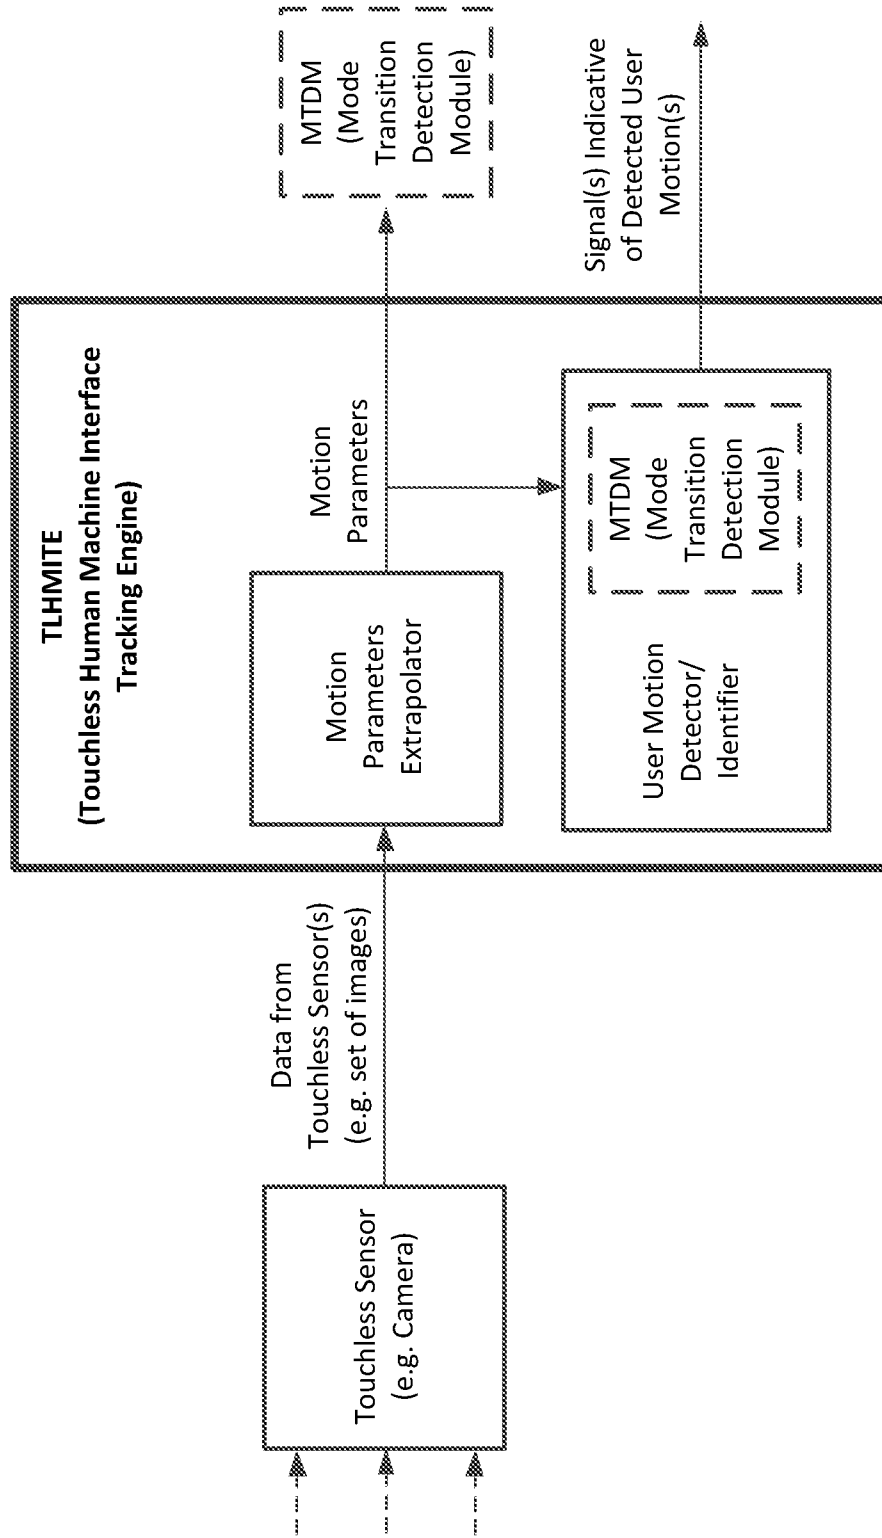 TLHMITE
(Touchless Human Machine Interface
Tracking Engine)
Touchless Sensor
(e.g. Camera)
Data from
Touchless Sensor(s)
(e.g. set of images)
Motion
Parameters
Extrapolator
Motion
Parameters
MTDM
(Mode
Transition
Detection
Module)
User Motion
Detector/
Identifier
MTDM
(Mode
Transition
Detection
Module)
Signal(s) Indicative
of Detected User
Motion(s)